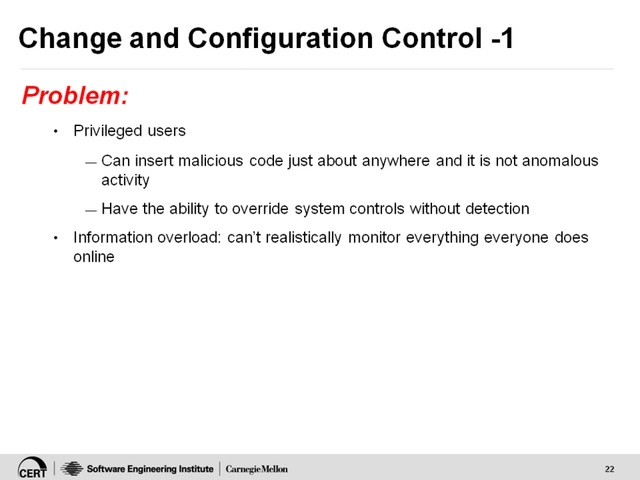 Change and Configuration Control -1
Problem:
• Privileged users
— Can insert malicious code just about anywhere and it is not anomalous
activity
— Have the ability to override system controls without detection
• Information overload: can't realistically monitor everything everyone does
online
CERT | Software Engineering Institute | CarnegieMellon
22